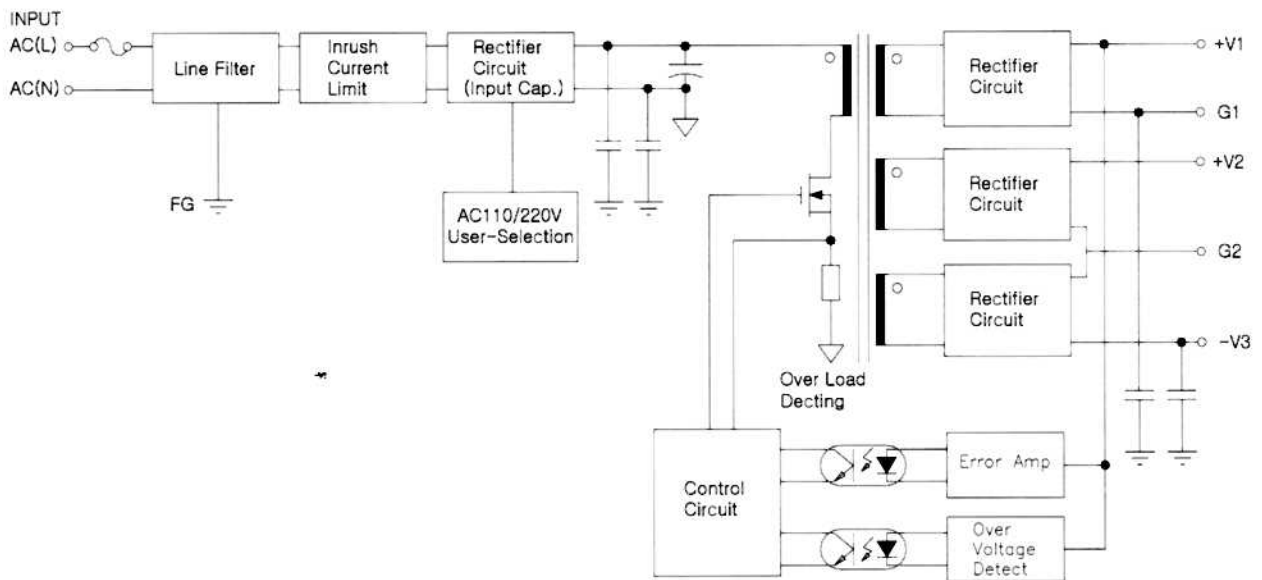 INPUT
AC(L)
AC(N)
Line Filter
Inrush
Current
Limit
Rectifier
Circuit
(Input Cap.)
FG
AC110/220V
User-Selection
Rectifier
Circuit
+V1
G1
Rectifier
Circuit
+V2
G2
Rectifier
Circuit
-V3
Over Load
Decting
Control
Circuit
Error Amp
Over
Voltage
Detect